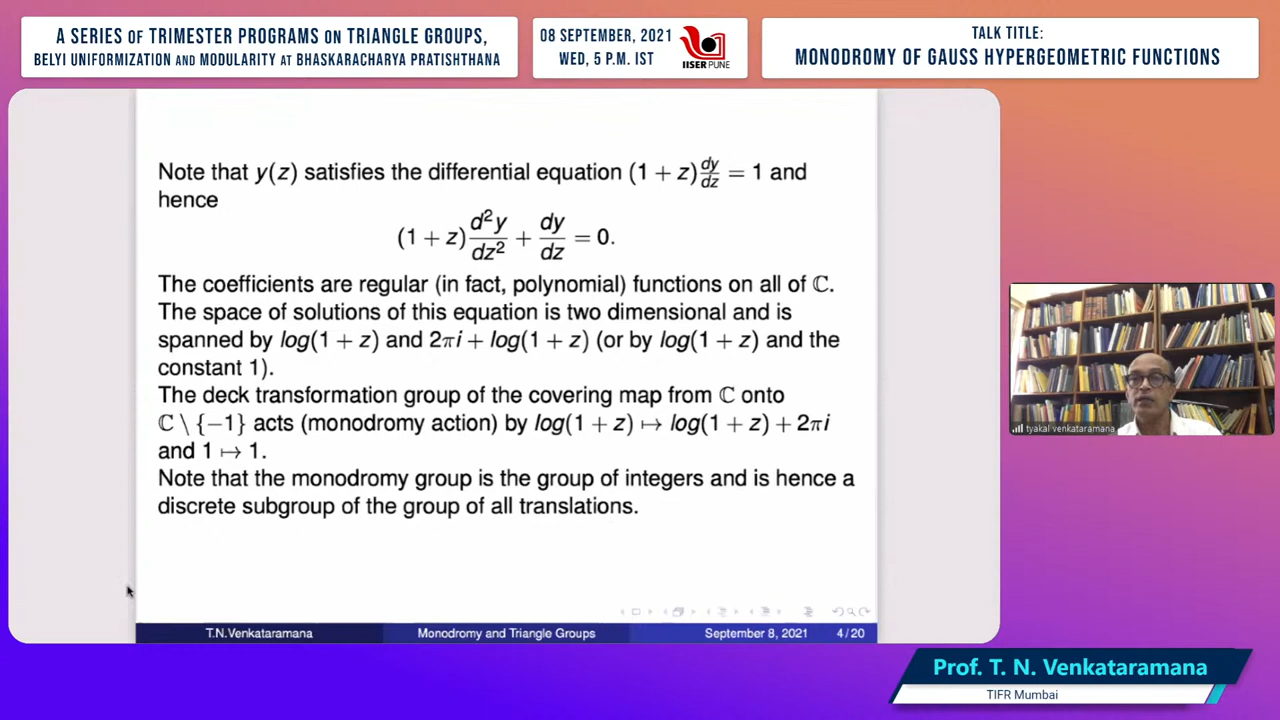 A SERIES OF TRIMESTER PROGRAMS ON TRIANGLE GROUPS,
BELYI UNIFORMIZATION AND MODULARITY AT BHASKARACHARYA PRATISHTHANA
08 SEPTEMBER, 2021
WED, 5 P.M. IST
IISER PUNE
TALK TITLE:
MONODROMY OF GAUSS HYPERGEOMETRIC FUNCTIONS
Note that y(z) satisfies the differential equation (1 + z) dy/dz = 1 and
hence
(1 + z) d²y/dz² + dy/dz = 0.
The coefficients are regular (in fact, polynomial) functions on all of ℂ.
The space of solutions of this equation is two dimensional and is
spanned by log(1 + z) and 2πi + log(1 + z) (or by log(1 + z) and the
constant 1).
The deck transformation group of the covering map from ℂ onto
ℂ \ {−1} acts (monodromy action) by log(1 + z) ↦ log(1 + z) + 2πi
and 1 ↦ 1.
Note that the monodromy group is the group of integers and is hence a
discrete subgroup of the group of all translations.
T.N.Venkataramana
Monodromy and Triangle Groups
September 8, 2021
4 / 20
tyakal venkataramana
Prof. T. N. Venkataramana
TIFR Mumbai